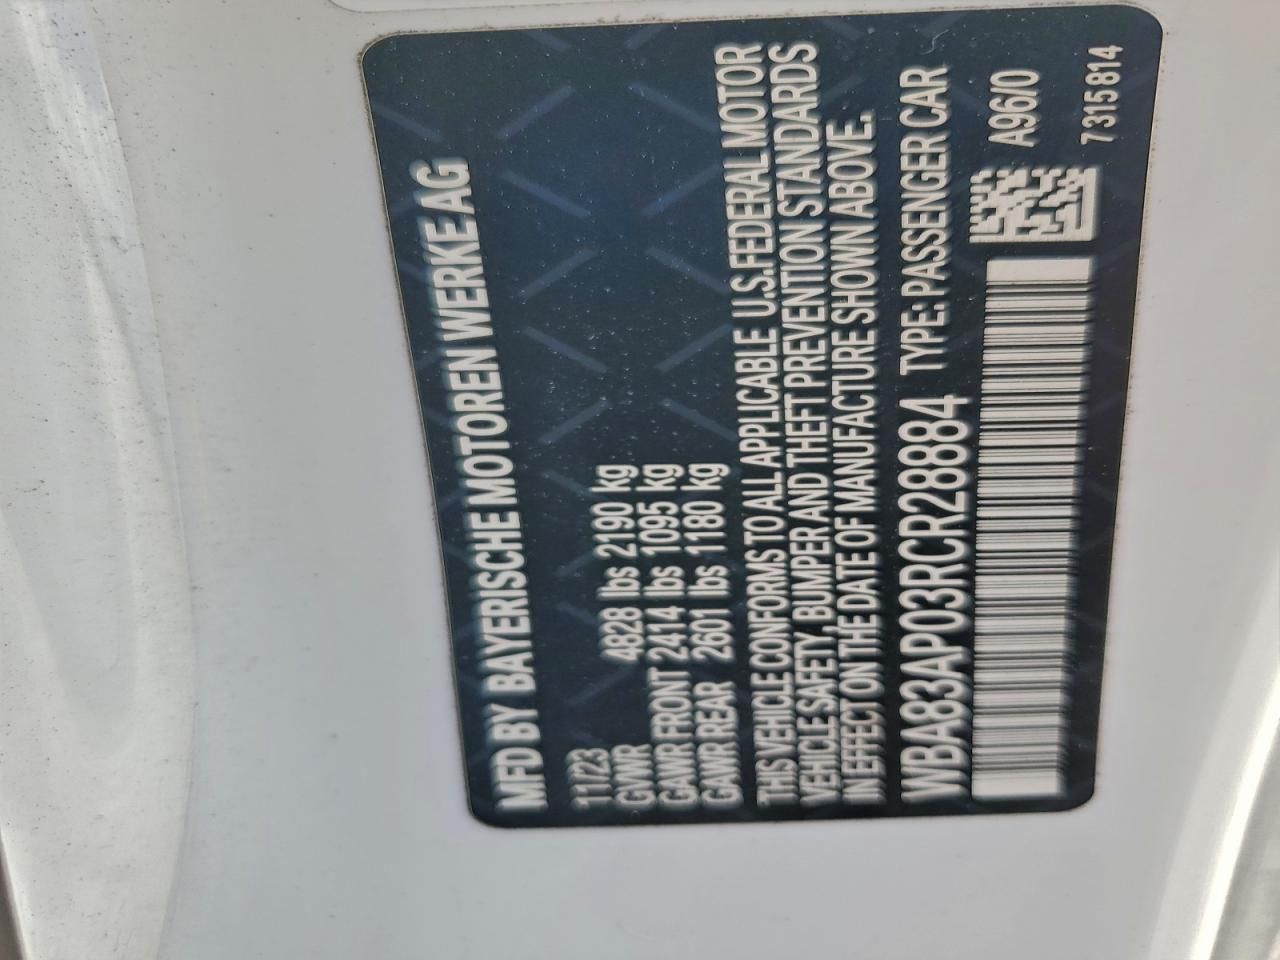 MFD BY BAYERISCHE MOTOREN WERKE AG
11/23
GVWR 4828 lbs 2190 kg
GAWR FRONT 2414 lbs 1095 kg
GAWR REAR 2601 lbs 1180 kg
THIS VEHICLE CONFORMS TO ALL APPLICABLE U.S.FEDERAL MOTOR
VEHICLE SAFETY, BUMPER AND THEFT PREVENTION STANDARDS
IN EFFECT ON THE DATE OF MANUFACTURE SHOWN ABOVE.
WBA83AP03RCR28884 TYPE: PASSENGER CAR
A96/0
7315814